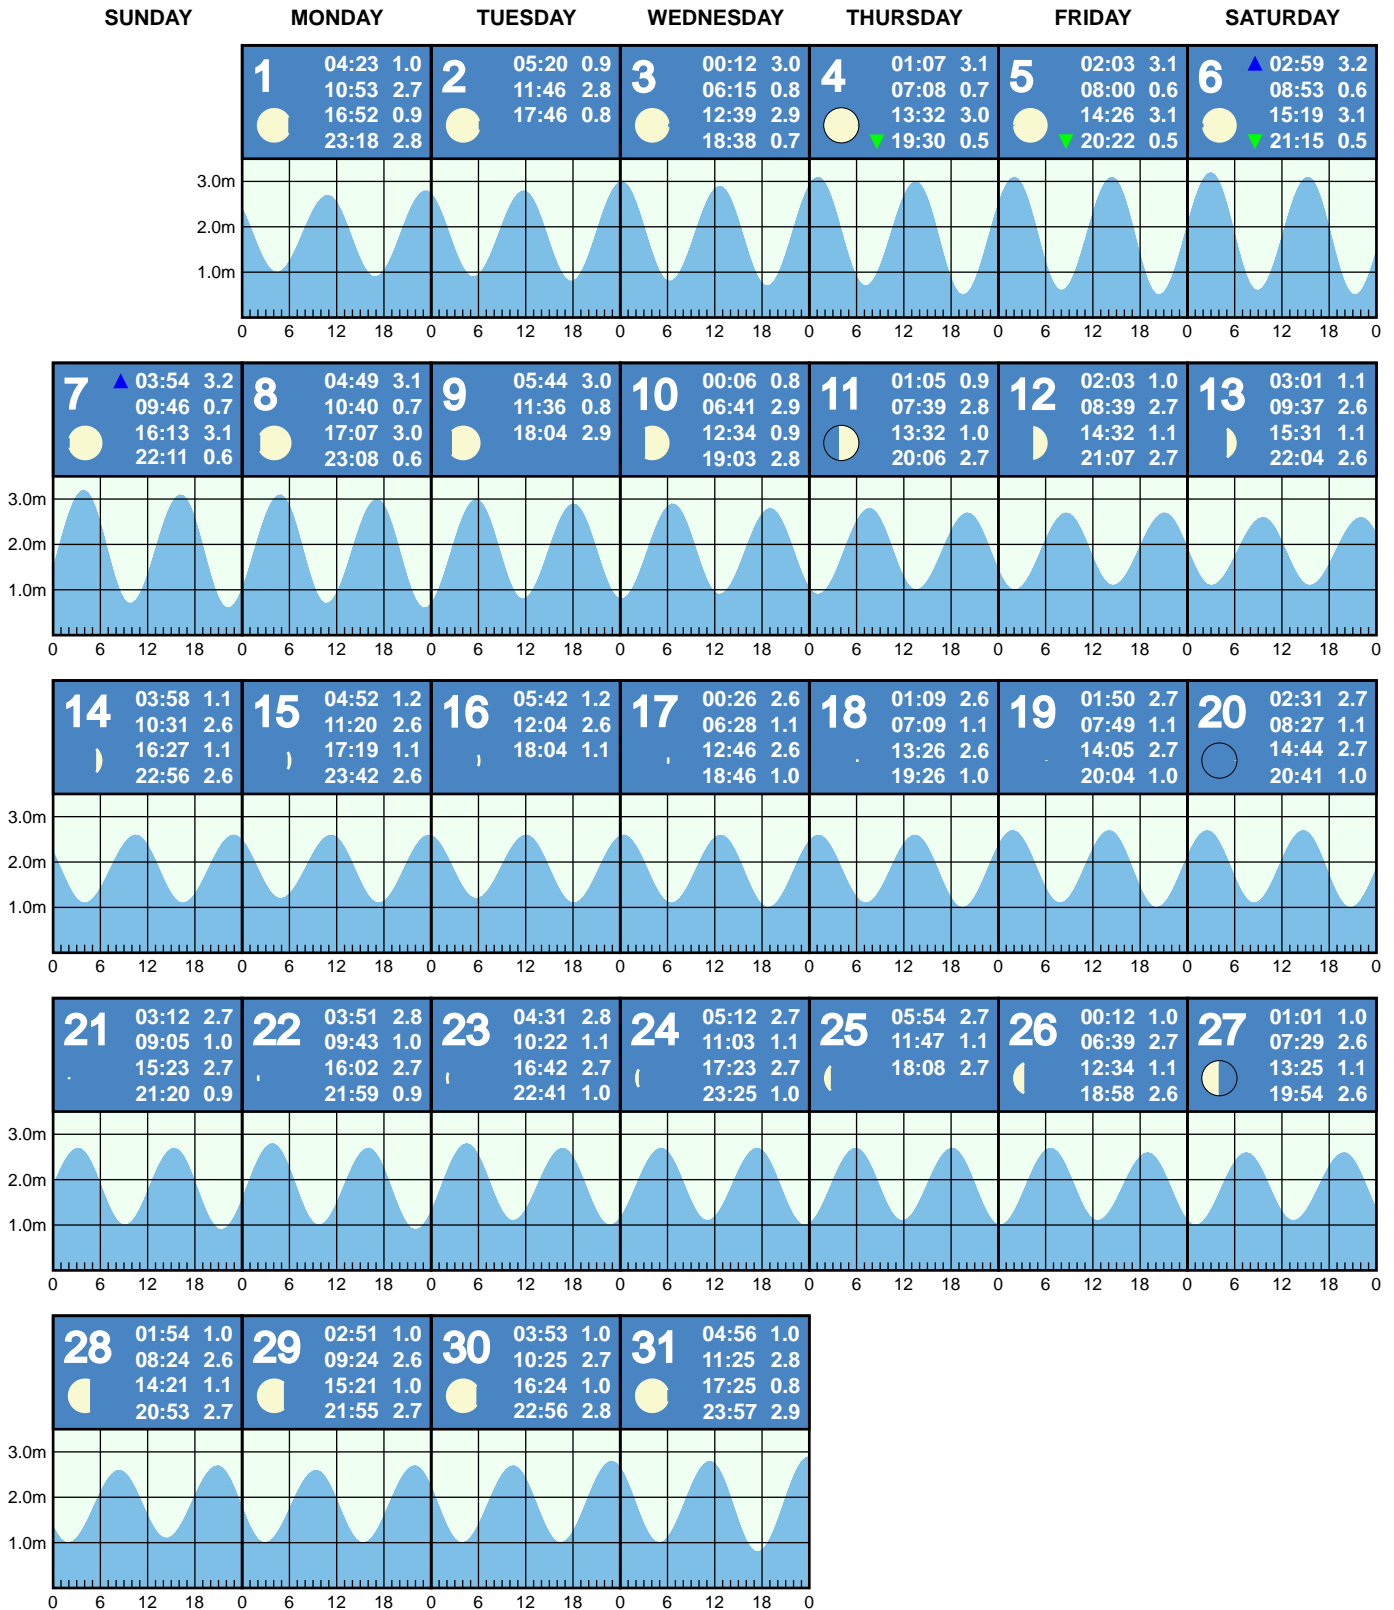 SUNDAY MONDAY TUESDAY WEDNESDAY THURSDAY FRIDAY SATURDAY
1 04:23 1.0
10:53 2.7
16:52 0.9
23:18 2.8
2 05:20 0.9
11:46 2.8
17:46 0.8
3 00:12 3.0
06:15 0.8
12:39 2.9
18:38 0.7
4 01:07 3.1
07:08 0.7
13:32 3.0
19:30 0.5
5 02:03 3.1
08:00 0.6
14:26 3.1
20:22 0.5
6 02:59 3.2
08:53 0.6
15:19 3.1
21:15 0.5
3.0m
2.0m
1.0m
0 6 12 18 0 6 12 18 0 6 12 18 0 6 12 18 0 6 12 18 0 6 12 18 0
7 03:54 3.2
09:46 0.7
16:13 3.1
22:11 0.6
8 04:49 3.1
10:40 0.7
17:07 3.0
23:08 0.6
9 05:44 3.0
11:36 0.8
18:04 2.9
10 00:06 0.8
06:41 2.9
12:34 0.9
19:03 2.8
11 01:05 0.9
07:39 2.8
13:32 1.0
20:06 2.7
12 02:03 1.0
08:39 2.7
14:32 1.1
21:07 2.7
13 03:01 1.1
09:37 2.6
15:31 1.1
22:04 2.6
3.0m
2.0m
1.0m
0 6 12 18 0 6 12 18 0 6 12 18 0 6 12 18 0 6 12 18 0 6 12 18 0 6 12 18 0
14 03:58 1.1
10:31 2.6
16:27 1.1
22:56 2.6
15 04:52 1.2
11:20 2.6
17:19 1.1
23:42 2.6
16 05:42 1.2
12:04 2.6
18:04 1.1
17 00:26 2.6
06:28 1.1
12:46 2.6
18:46 1.0
18 01:09 2.6
07:09 1.1
13:26 2.6
19:26 1.0
19 01:50 2.7
07:49 1.1
14:05 2.7
20:04 1.0
20 02:31 2.7
08:27 1.1
14:44 2.7
20:41 1.0
3.0m
2.0m
1.0m
0 6 12 18 0 6 12 18 0 6 12 18 0 6 12 18 0 6 12 18 0 6 12 18 0 6 12 18 0
21 03:12 2.7
09:05 1.0
15:23 2.7
21:20 0.9
22 03:51 2.8
09:43 1.0
16:02 2.7
21:59 0.9
23 04:31 2.8
10:22 1.1
16:42 2.7
22:41 1.0
24 05:12 2.7
11:03 1.1
17:23 2.7
23:25 1.0
25 05:54 2.7
11:47 1.1
18:08 2.7
26 00:12 1.0
06:39 2.7
12:34 1.1
18:58 2.6
27 01:01 1.0
07:29 2.6
13:25 1.1
19:54 2.6
3.0m
2.0m
1.0m
0 6 12 18 0 6 12 18 0 6 12 18 0 6 12 18 0 6 12 18 0 6 12 18 0 6 12 18 0
28 01:54 1.0
08:24 2.6
14:21 1.1
20:53 2.7
29 02:51 1.0
09:24 2.6
15:21 1.0
21:55 2.7
30 03:53 1.0
10:25 2.7
16:24 1.0
22:56 2.8
31 04:56 1.0
11:25 2.8
17:25 0.8
23:57 2.9
3.0m
2.0m
1.0m
0 6 12 18 0 6 12 18 0 6 12 18 0 6 12 18 0